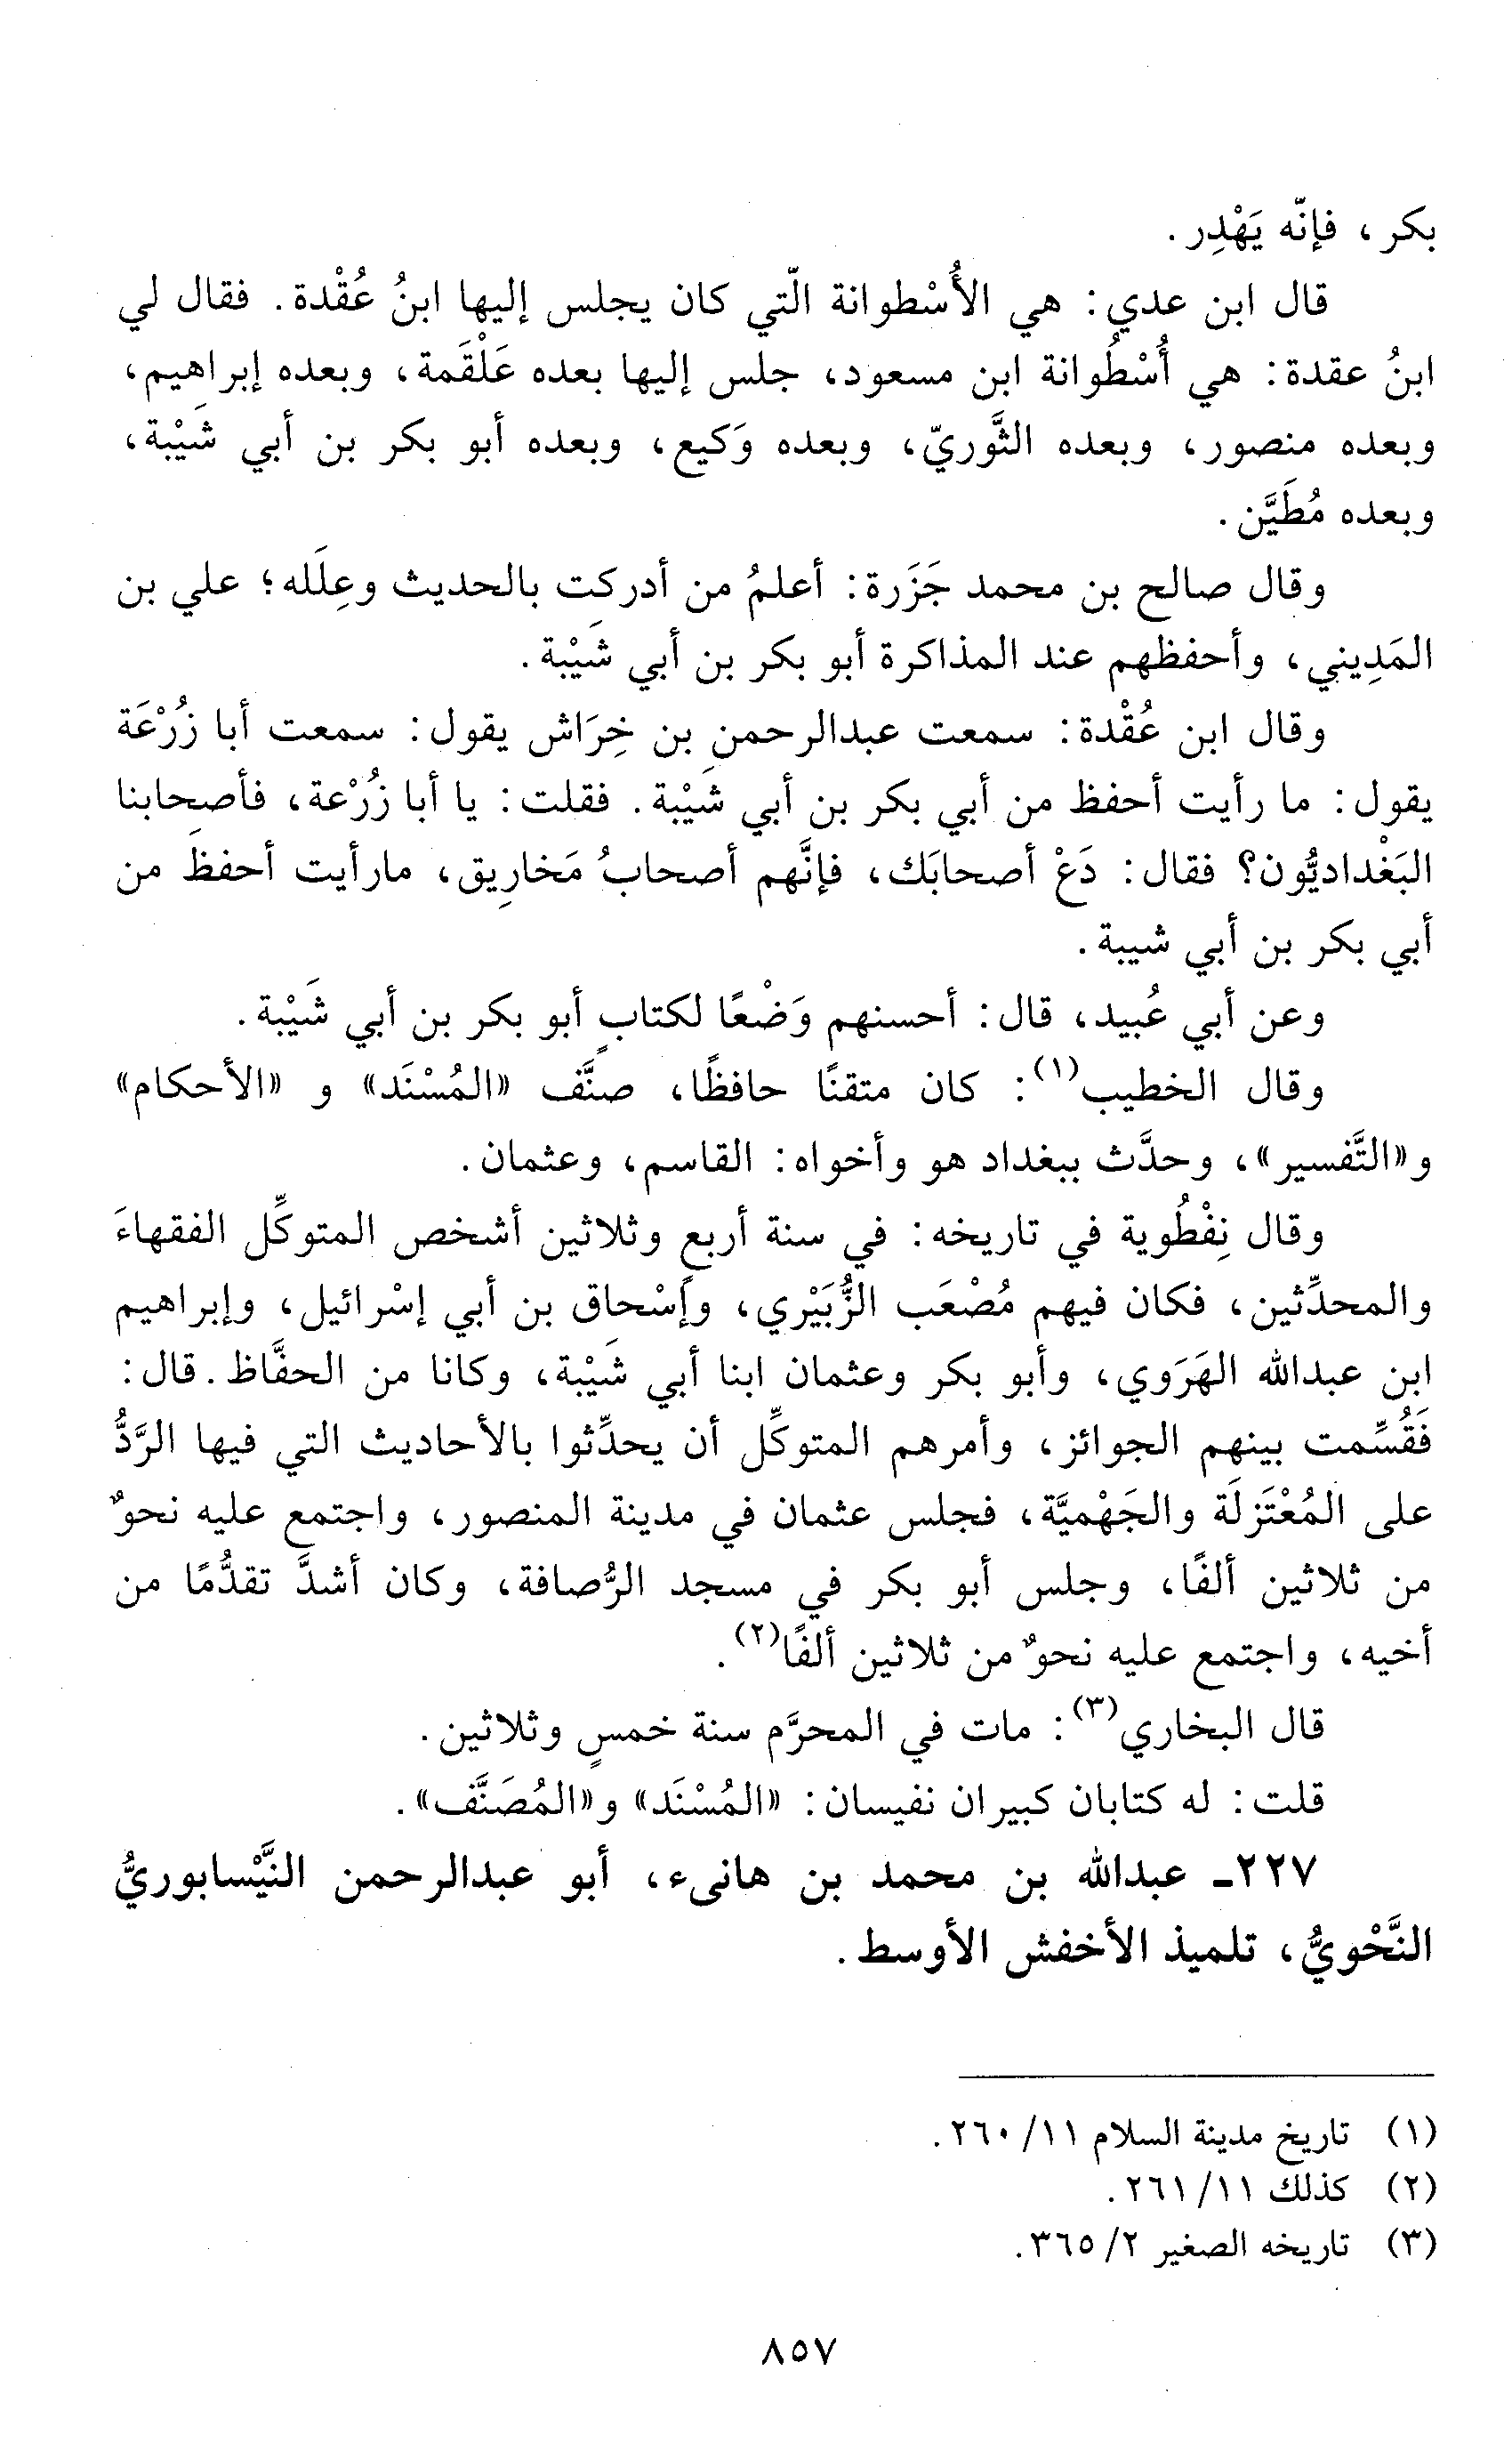 بكر، فإنّه يَهْدِر.
قال ابن عدي: هي الأُسْطوانة الّتي كان يجلس إليها ابنُ عُقْدة. فقال لي
ابنُ عقدة: هي أُسْطُوانة ابن مسعود، جلس إليها بعده عَلْقَمة، وبعده إبراهيم،
وبعده منصور، وبعده الثَّوريّ، وبعده وَكيع، وبعده أبو بكر بن أبي شَيْبة،
وبعده مُطَيَّن.
وقال صالح بن محمد جَزَرة: أعلمُ من أدركت بالحديث وعِلَله؛ علي بن
المَدِيني، وأحفظهم عند المذاكرة أبو بكر بن أبي شَيْبة.
وقال ابن عُقْدة: سمعت عبدالرحمن بن خِرَاش يقول: سمعت أبا زُرْعَة
يقول: ما رأيت أحفظ من أبي بكر بن أبي شَيْبة. فقلت: يا أبا زُرْعة، فأصحابنا
البَغْداديُّون؟ فقال: دَعْ أصحابَك، فإنَّهم أصحابُ مَخارِيق، مارأيت أحفظَ من
أبي بكر بن أبي شيبة.
وعن أبي عُبيد، قال: أحسنهم وَضْعًا لكتابٍ أبو بكر بن أبي شَيْبة.
وقال الخطيب(١): كان متقنًا حافظًا، صنَّف «المُسْنَد» و «الأحكام»
و«التَّفسير»، وحدَّث ببغداد هو وأخواه: القاسم، وعثمان.
وقال نِفْطُوية في تاريخه: في سنة أربعٍ وثلاثين أشخص المتوكِّل الفقهاءَ
والمحدِّثين، فكان فيهم مُصْعَب الزُّبَيْري، وإسْحاق بن أبي إسْرائيل، وإبراهيم
ابن عبدالله الهَرَوي، وأبو بكر وعثمان ابنا أبي شَيْبة، وكانا من الحفَّاظ. قال:
فَقُسِّمت بينهم الجوائز، وأمرهم المتوكِّل أن يحدِّثوا بالأحاديث التي فيها الرَّدُّ
على المُعْتَزلَة والجَهْميَّة، فجلس عثمان في مدينة المنصور، واجتمع عليه نحوٌ
من ثلاثين ألفًا، وجلس أبو بكر في مسجد الرُّصافة، وكان أشدَّ تقدُّمًا من
أخيه، واجتمع عليه نحوٌ من ثلاثين ألفًا(٢).
قال البخاري(٣): مات في المحرَّم سنة خمسٍ وثلاثين.
قلت: له كتابان كبيران نفيسان: «المُسْنَد» و«المُصَنَّف».
٢٢٧ـ عبدالله بن محمد بن هانىء، أبو عبدالرحمن النَّيْسابوريُّ
النَّحْويُّ، تلميذ الأخفش الأوسط.
(١) تاريخ مدينة السلام ١١/ ٢٦٠.
(٢) كذلك ١١/ ٢٦١.
(٣) تاريخه الصغير ٢/ ٣٦٥.
٨٥٧